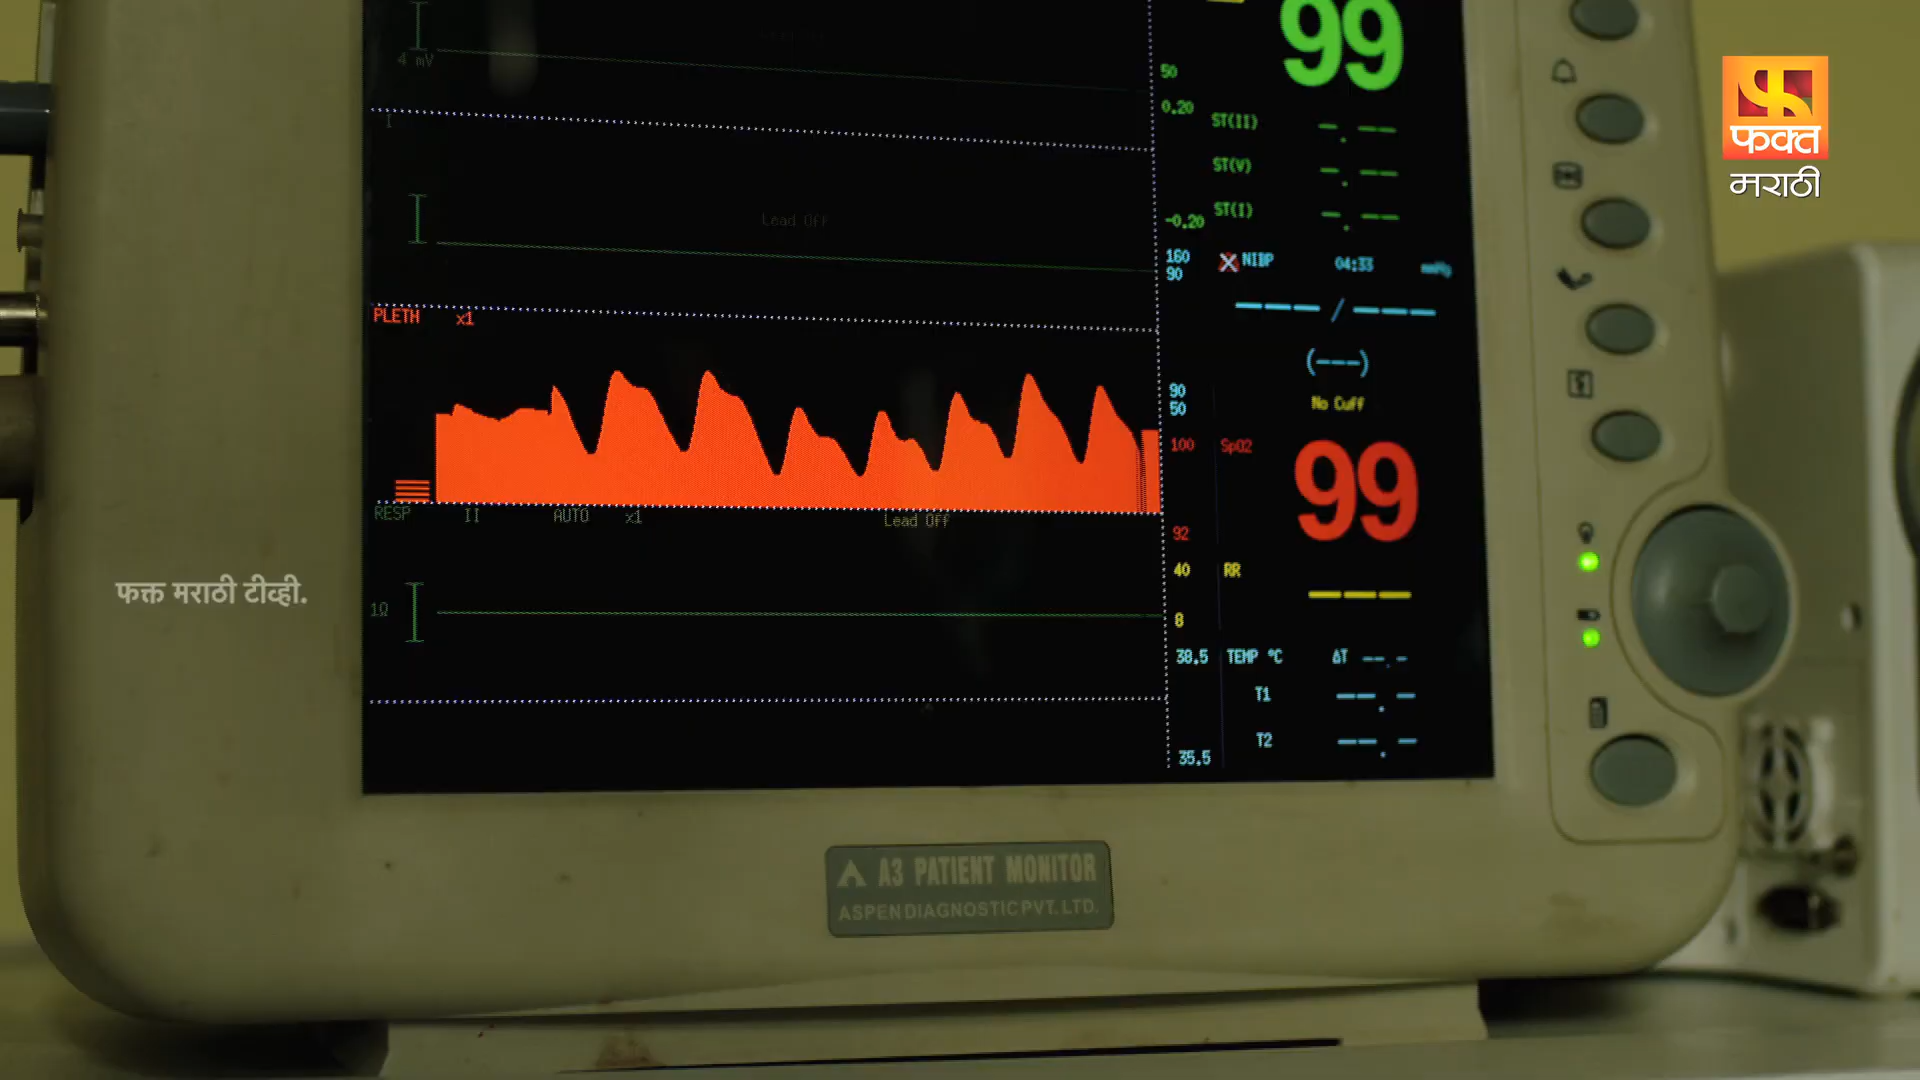 99
4 mV
50
0.20
ST(II) -.--
I
ST(V) -.--
ST(I) -.--
-0.20
Lead Off
160
90
NIBP 04:33 mmHg
---/---
(---)
PLETH x1
90
50
No Cuff
100 SpO2
99
92
RESP II AUTO x1 Lead Off
40 RR
---
1Ω
8
38.5 TEMP °C ΔT --.-
T1 --.-
T2 --.-
35.5
A3 PATIENT MONITOR
ASPEN DIAGNOSTIC PVT. LTD.
फक्त
मराठी
फक्त मराठी टीव्ही.